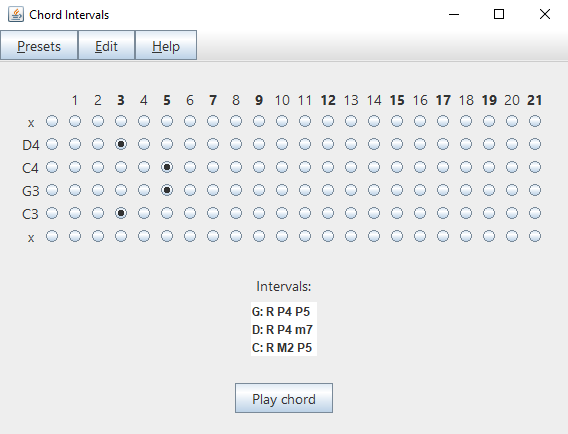 Chord Intervals
Presets Edit Help
1 2 3 4 5 6 7 8 9 10 11 12 13 14 15 16 17 18 19 20 21
x
D4
C4
G3
C3
x
Intervals:
G: R P4 P5
D: R P4 m7
C: R M2 P5
Play chord